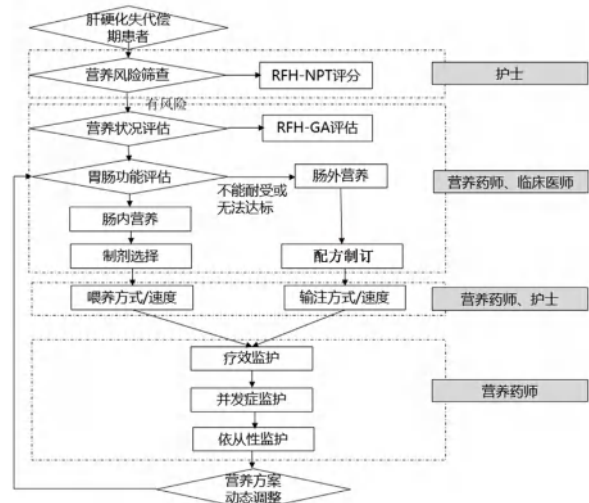 肝硬化失代偿
期患者
营养风险筛查
RFH-NPT评分
护士
有风险
营养状况评估
RFH-GA评估
胃肠功能评估
不能耐受或
无法达标
肠外营养
营养药师、临床医师
肠内营养
制剂选择
配方制订
喂养方式/速度
输注方式/速度
营养药师、护士
疗效监护
并发症监护
营养药师
依从性监护
营养方案
动态调整